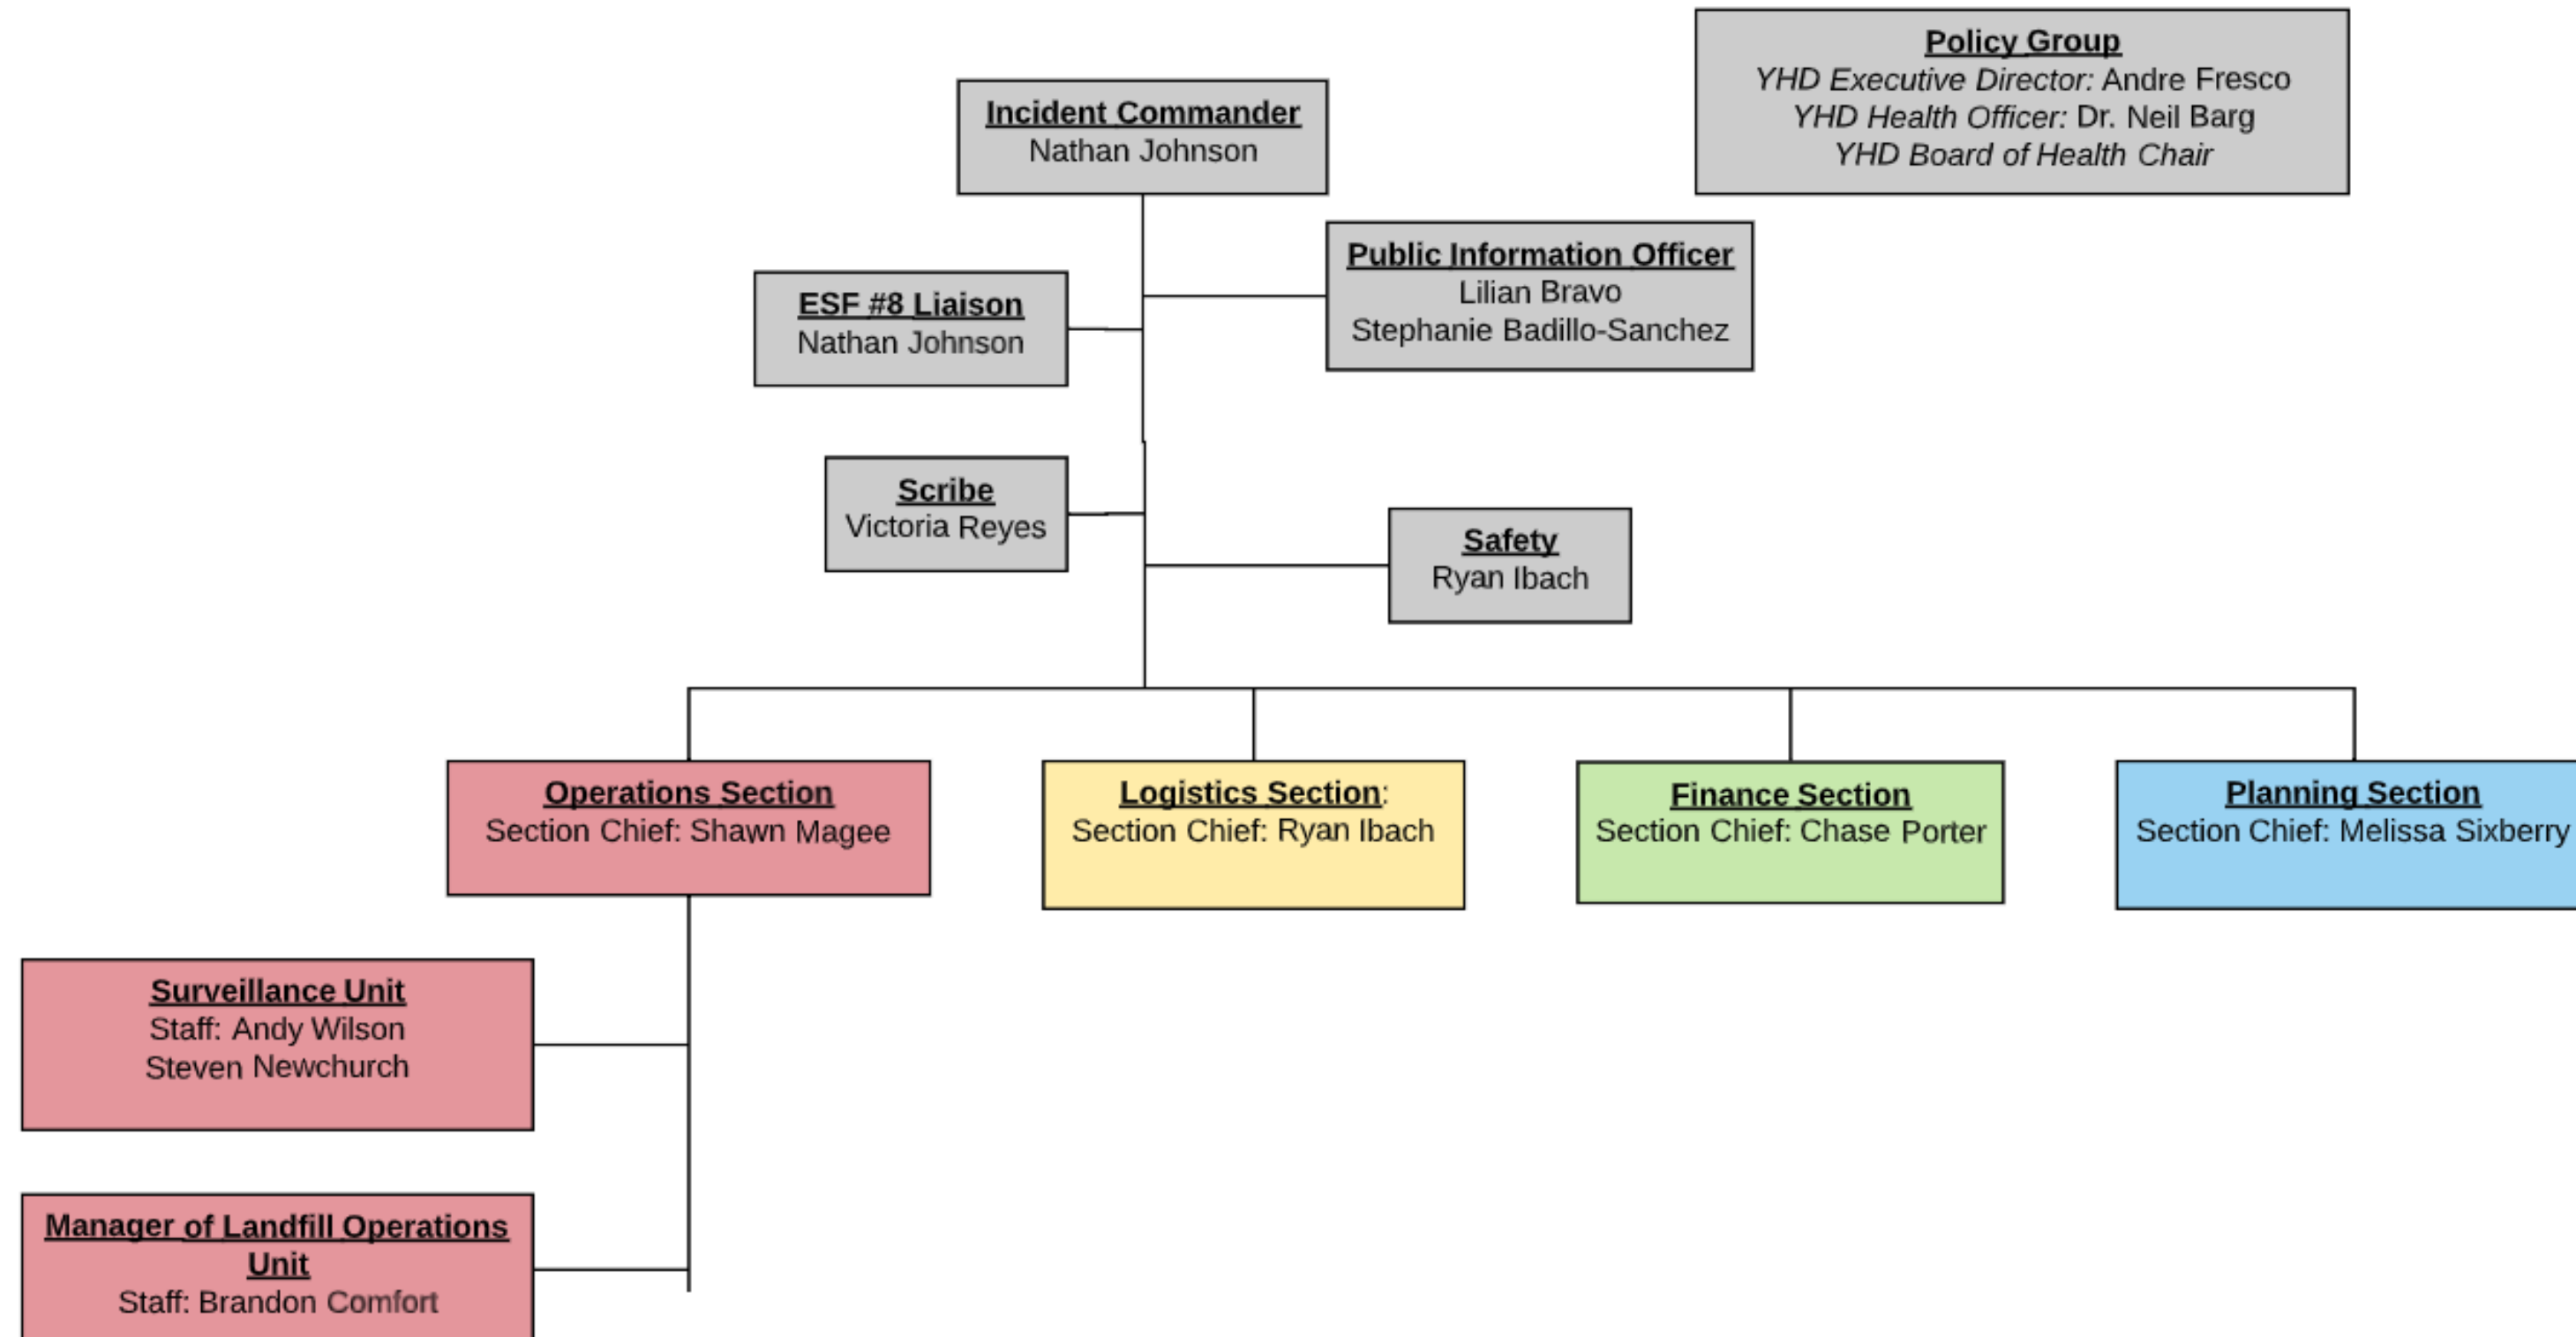 Policy Group
YHD Executive Director: Andre Fresco
YHD Health Officer: Dr. Neil Barg
YHD Board of Health Chair
Incident Commander
Nathan Johnson
Public Information Officer
Lilian Bravo
Stephanie Badillo-Sanchez
ESF #8 Liaison
Nathan Johnson
Scribe
Victoria Reyes
Safety
Ryan Ibach
Operations Section
Section Chief: Shawn Magee
Logistics Section:
Section Chief: Ryan Ibach
Finance Section
Section Chief: Chase Porter
Planning Section
Section Chief: Melissa Sixberry
Surveillance Unit
Staff: Andy Wilson
Steven Newchurch
Manager of Landfill Operations
Unit
Staff: Brandon Comfort